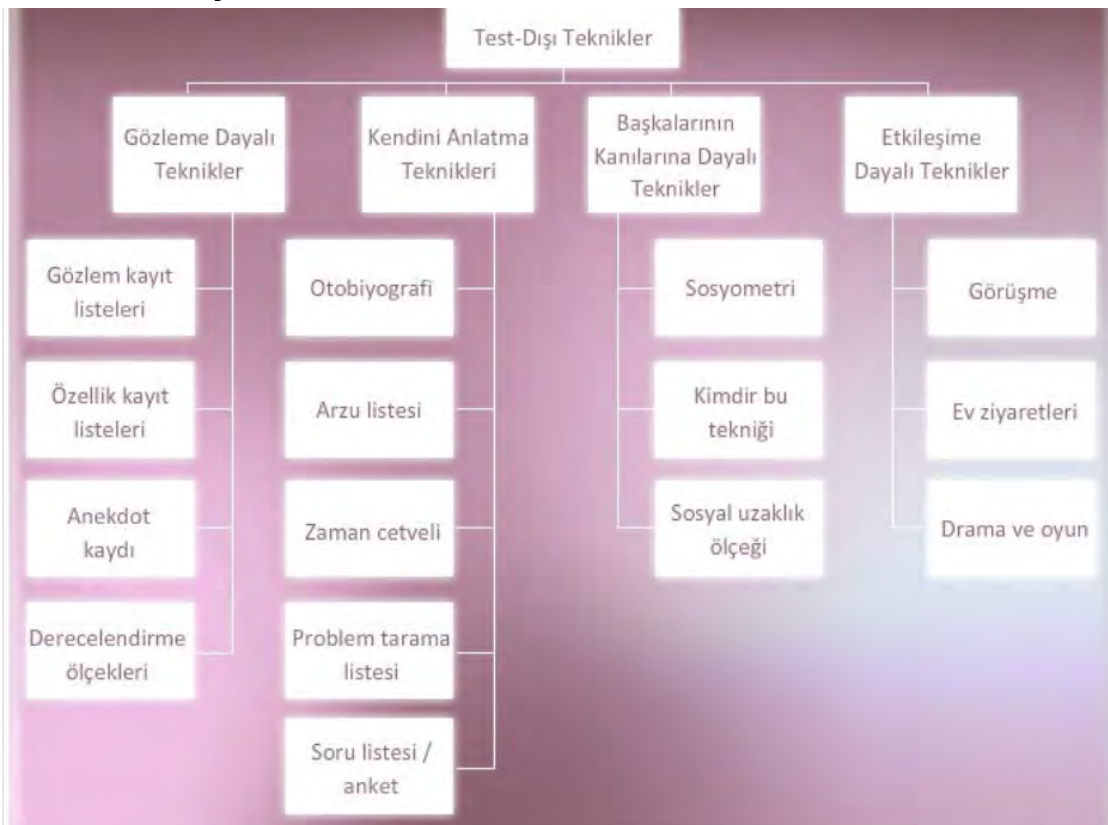 Test-Dışı Teknikler
Gözleme Dayalı
Teknikler
Kendini Anlatma
Teknikleri
Başkalarının
Kanılarına Dayalı
Teknikler
Etkileşime
Dayalı Teknikler
Gözlem kayıt
listeleri
Özellik kayıt
listeleri
Anekdot
kaydı
Derecelendirme
ölçekleri
Otobiyografi
Arzu listesi
Zaman cetveli
Problem tarama
listesi
Soru listesi /
anket
Sosyometri
Kimdir bu
tekniği
Sosyal uzaklık
ölçeği
Görüşme
Ev ziyaretleri
Drama ve oyun